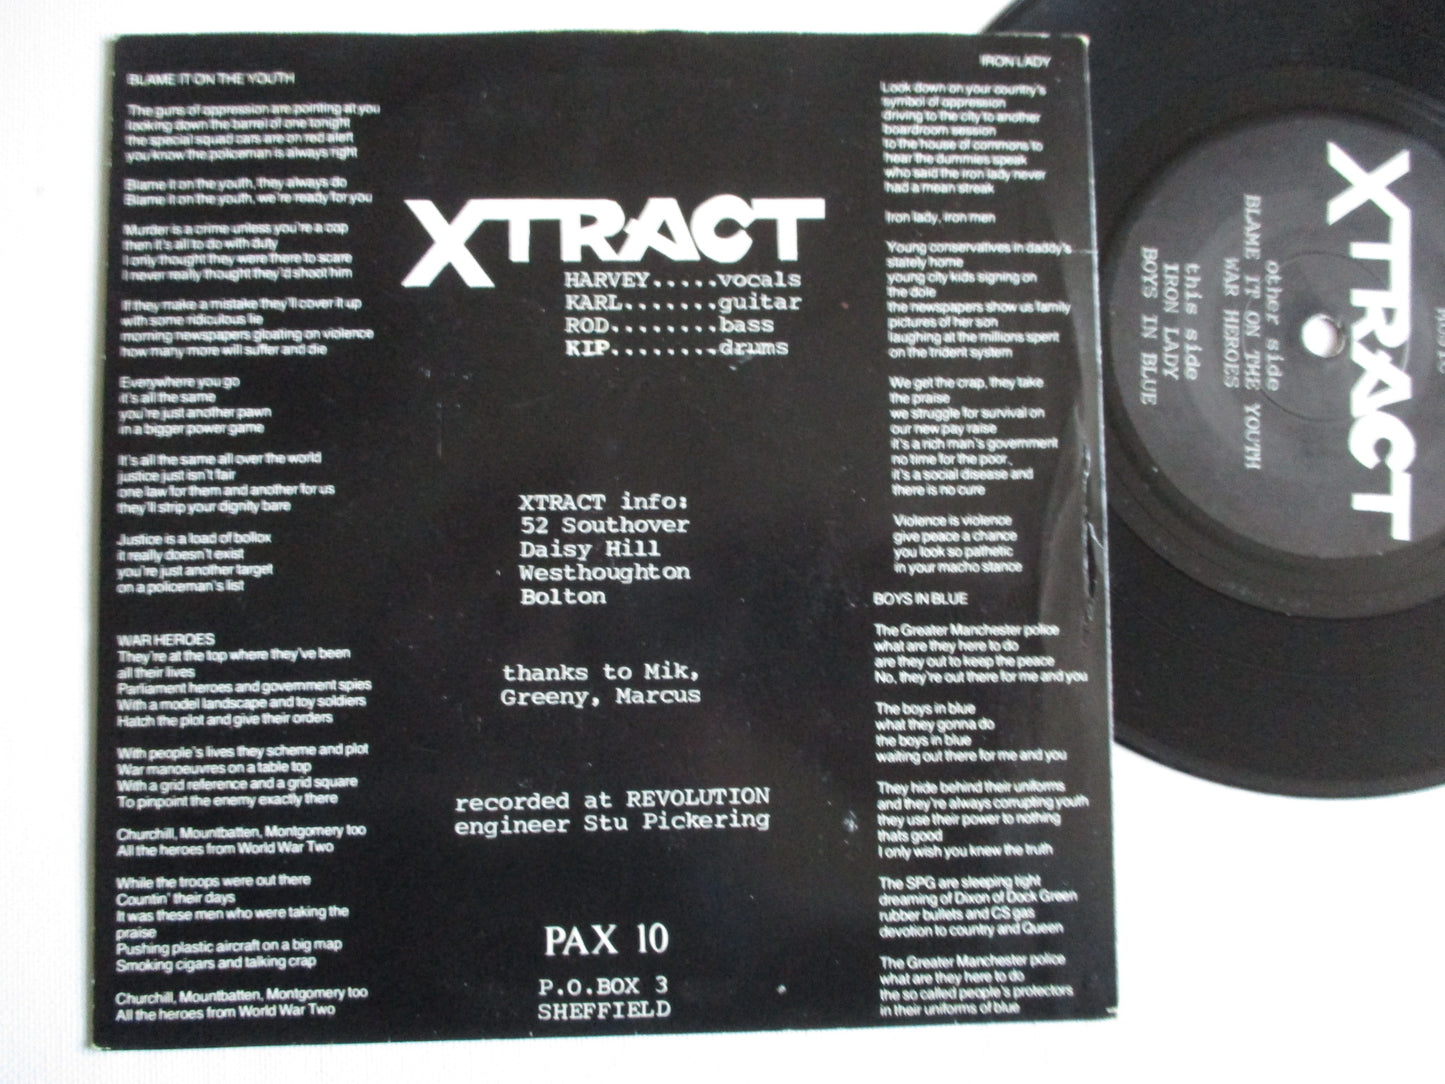 BLAME IT ON THE YOUTH
The guns of oppression are pointing at you
looking down the barrel of one tonight
the special squad cars are on red alert
you know the policeman is always right
Blame it on the youth, they always do
Blame it on the youth, we're ready for you
Murder is a crime unless you're a cop
then it's all to do with duty
I only thought they were there to scare
I never really thought they'd shoot him
If they make a mistake they'll cover it up
with some ridiculous lie
morning newspapers gloating on violence
how many more will suffer and die
Everywhere you go
it's all the same
you're just another pawn
in a bigger power game
It's all the same all over the world
justice just isn't fair
one law for them and another for us
they'll strip your dignity bare
Justice is a load of bollox
it really doesn't exist
you're just another target
on a policeman's list
WAR HEROES
They're at the top where they've been
all their lives
Parliament heroes and government spies
With a model landscape and toy soldiers
Hatch the plot and give their orders
With people's lives they scheme and plot
War manoeuvres on a table top
With a grid reference and a grid square
To pinpoint the enemy exactly there
Churchill, Mountbatten, Montgomery too
All the heroes from World War Two
While the troops were out there
Countin' their days
It was these men who were taking the
praise
Pushing plastic aircraft on a big map
Smoking cigars and talking crap
Churchill, Mountbatten, Montgomery too
All the heroes from World War Two
XTRACT
HARVEY.....vocals
KARL.......guitar
ROD........bass
KIP........drums
XTRACT info:
52 Southover
Daisy Hill
Westhoughton
Bolton
thanks to Mik,
Greeny, Marcus
recorded at REVOLUTION
engineer Stu Pickering
PAX 10
P.O.BOX 3
SHEFFIELD
IRON LADY
Look down on your country's
symbol of oppression
driving to the city to another
boardroom session
to the house of commons to
hear the dummies speak
who said the iron lady never
had a mean streak
Iron lady, iron men
Young conservatives in daddy's
stately home
young city kids signing on
the dole
the newspapers show us family
pictures of her son
laughing at the millions spent
on the trident system
We get the crap, they take
the praise
we struggle for survival on
our new pay raise
it's a rich man's government
no time for the poor
it's a social disease and
there is no cure
Violence is violence
give peace a chance
you look so pathetic
in your macho stance
BOYS IN BLUE
The Greater Manchester police
what are they here to do
are they out to keep the peace
No, they're out there for me and you
The boys in blue
what they gonna do
the boys in blue
waiting out there for me and you
They hide behind their uniforms
and they're always corrupting youth
they use their power to nothing
thats good
I only wish you knew the truth
The SPG are sleeping tight
dreaming of Dixon of Dock Green
rubber bullets and CS gas
devotion to country and Queen
The Greater Manchester police
what are they here to do
the so called people's protectors
in their uniforms of blue
XTRACT
other side
BLAME IT ON THE YOUTH
WAR HEROES
this side
IRON LADY
BOYS IN BLUE